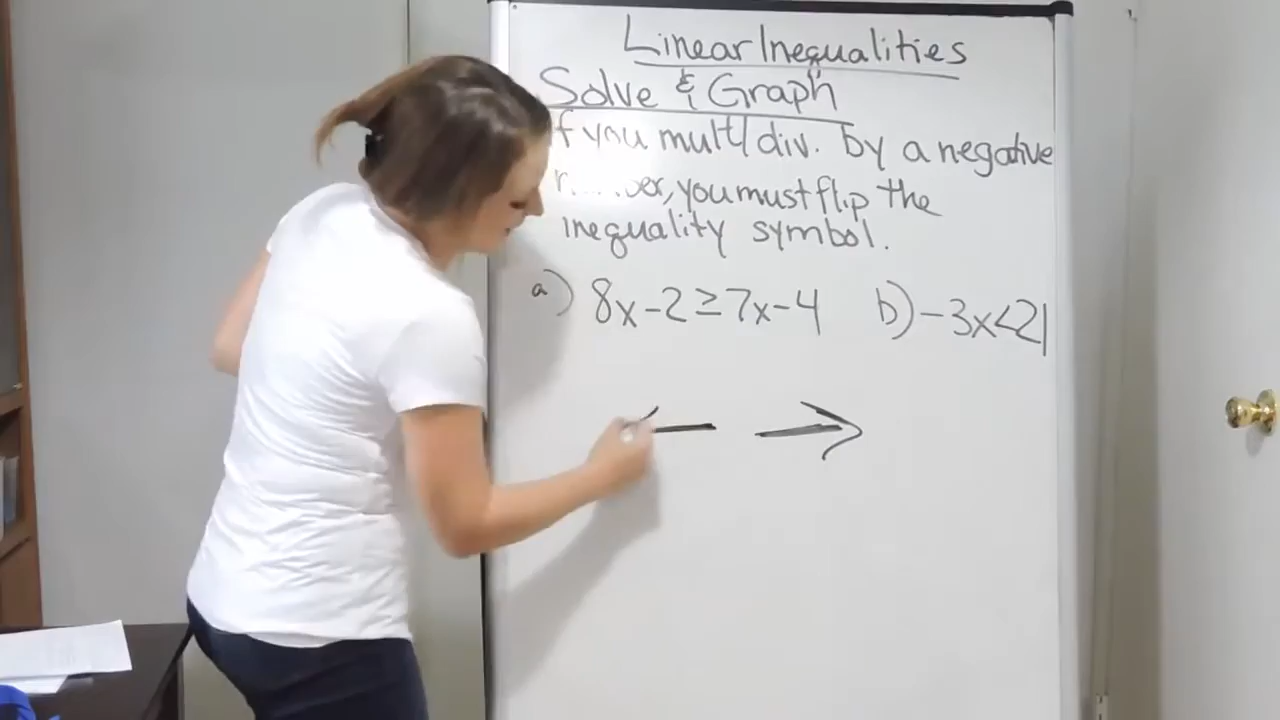 Linear Inequalities
Solve & Graph
f you mult/div. by a negative
you must flip the
inequality symbol.
a) 8x-2≥7x-4 b) -3x<21